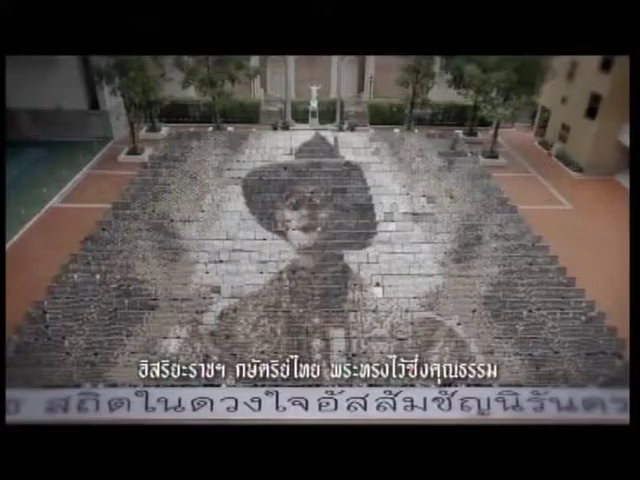 อิสริยะราชฯ กษัตริย์ไทย พระทรงไว้ซึ่งคุณธรรม
สถิตในดวงใจอัสสัมชัญนิรันดร